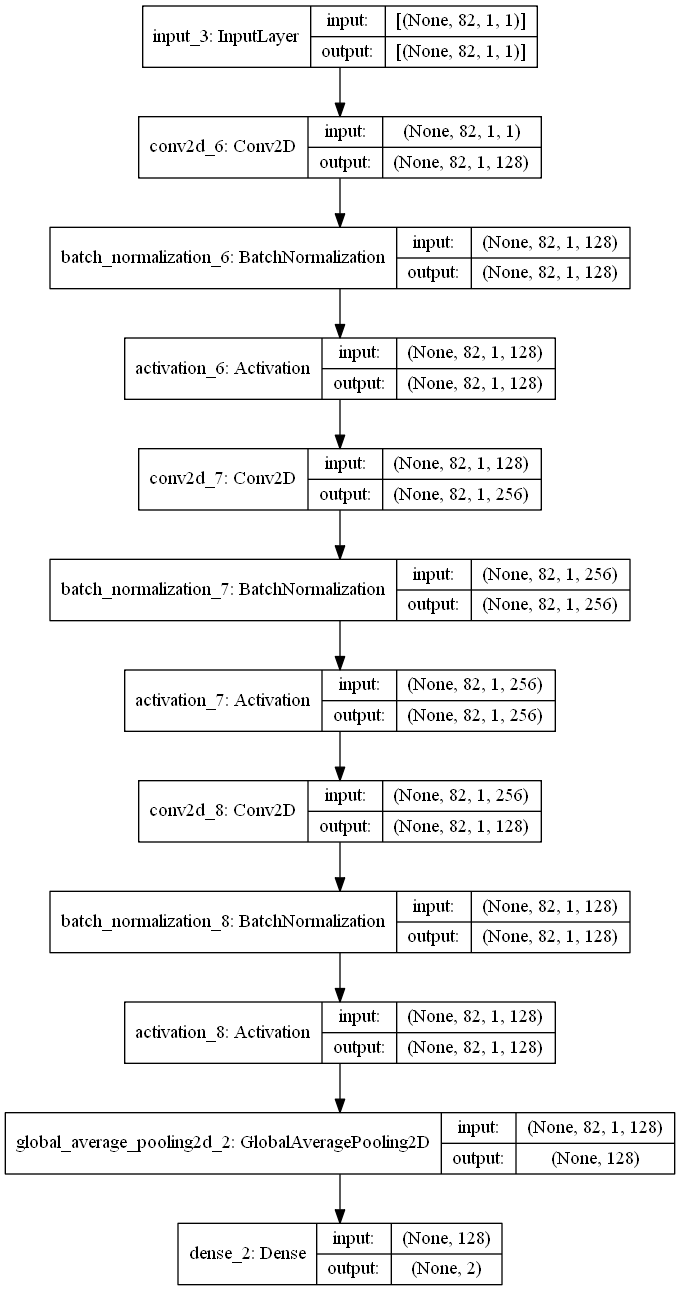 input_3: InputLayer
input: [(None, 82, 1, 1)]
output: [(None, 82, 1, 1)]
conv2d_6: Conv2D
input: (None, 82, 1, 1)
output: (None, 82, 1, 128)
batch_normalization_6: BatchNormalization
input: (None, 82, 1, 128)
output: (None, 82, 1, 128)
activation_6: Activation
input: (None, 82, 1, 128)
output: (None, 82, 1, 128)
conv2d_7: Conv2D
input: (None, 82, 1, 128)
output: (None, 82, 1, 256)
batch_normalization_7: BatchNormalization
input: (None, 82, 1, 256)
output: (None, 82, 1, 256)
activation_7: Activation
input: (None, 82, 1, 256)
output: (None, 82, 1, 256)
conv2d_8: Conv2D
input: (None, 82, 1, 256)
output: (None, 82, 1, 128)
batch_normalization_8: BatchNormalization
input: (None, 82, 1, 128)
output: (None, 82, 1, 128)
activation_8: Activation
input: (None, 82, 1, 128)
output: (None, 82, 1, 128)
global_average_pooling2d_2: GlobalAveragePooling2D
input: (None, 82, 1, 128)
output: (None, 128)
dense_2: Dense
input: (None, 128)
output: (None, 2)